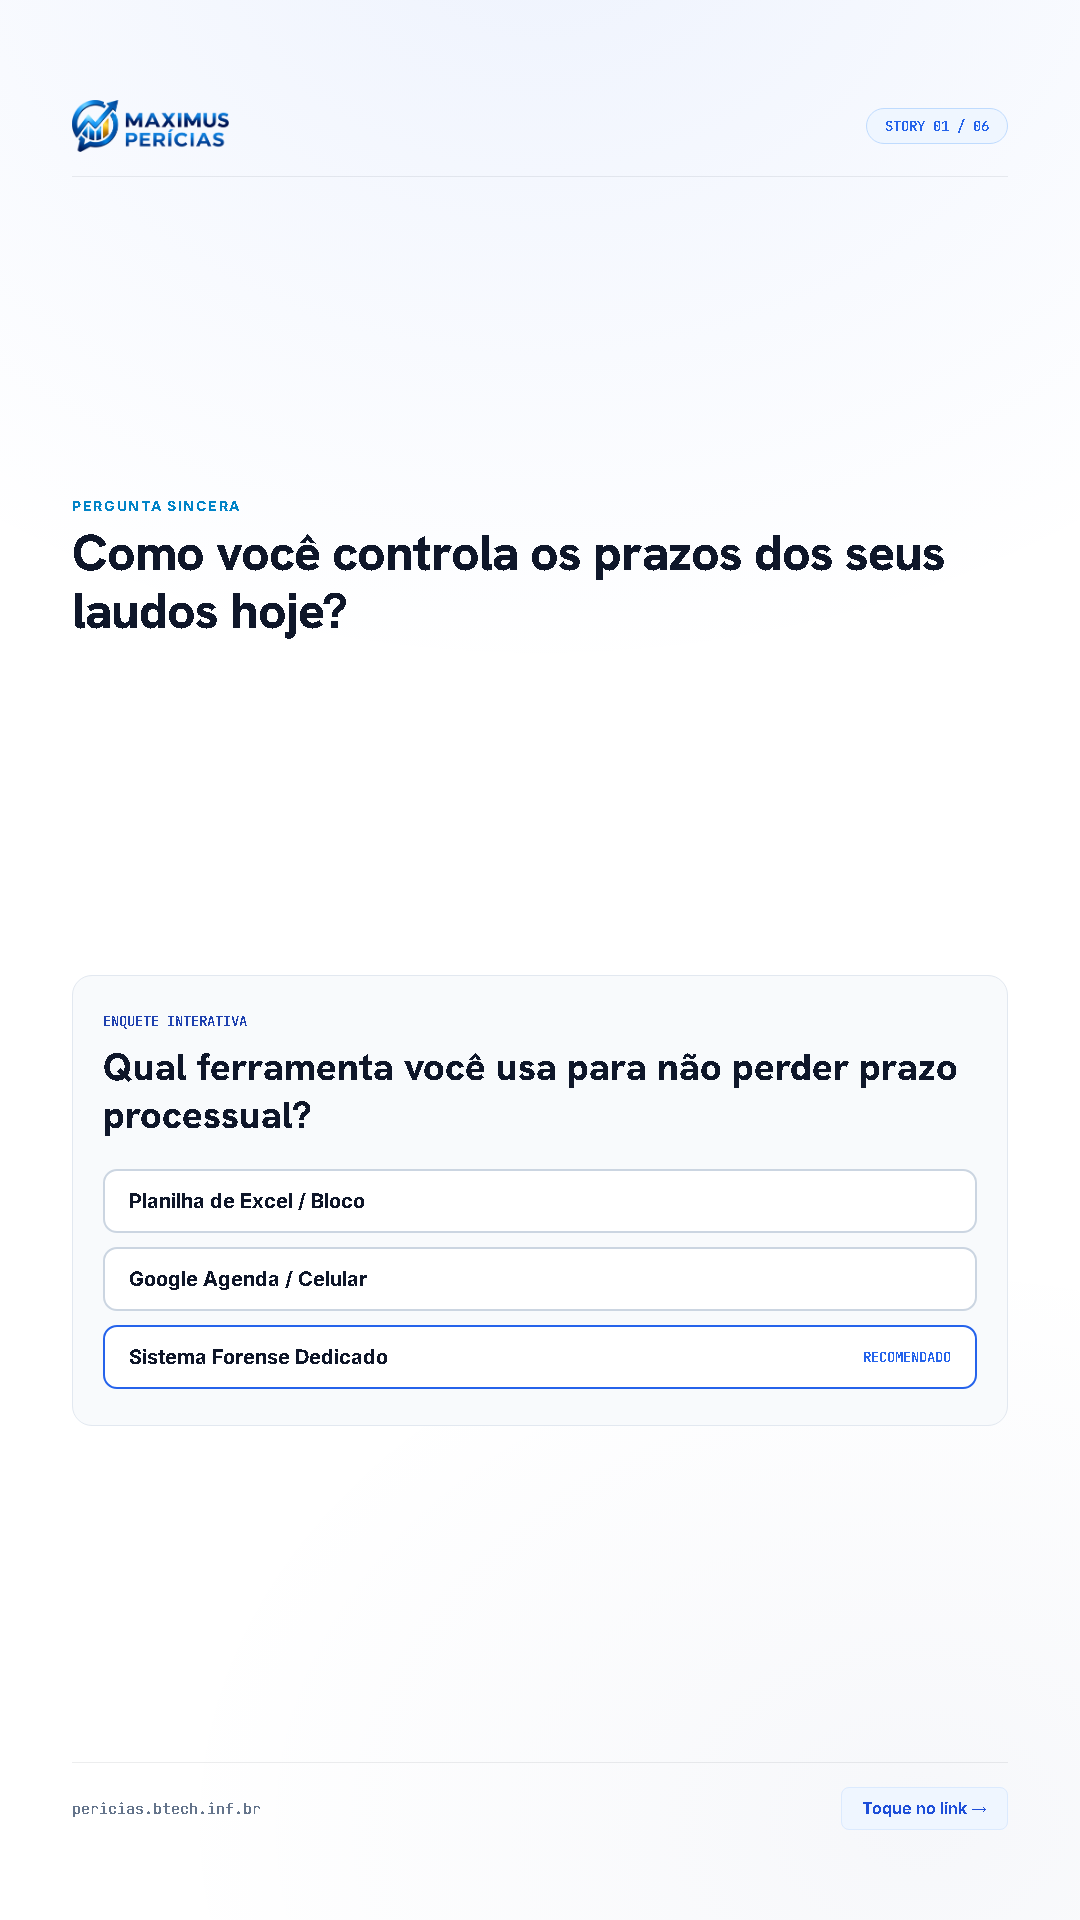 MAXIMUS
PERÍCIAS
STORY 01 / 06
PERGUNTA SINCERA
Como você controla os prazos dos seus
laudos hoje?
ENQUETE INTERATIVA
Qual ferramenta você usa para não perder prazo
processual?
Planilha de Excel / Bloco
Google Agenda / Celular
Sistema Forense Dedicado
RECOMENDADO
pericias.btech.inf.br
Toque no link →